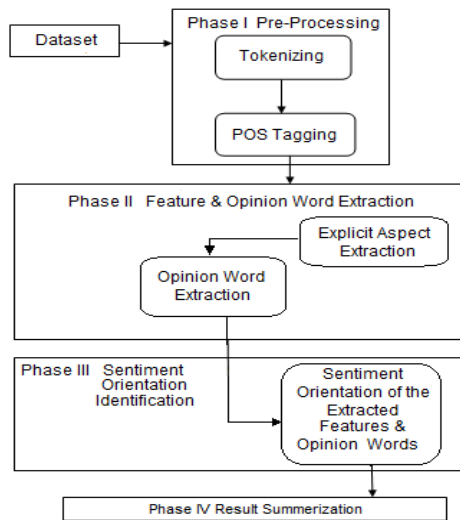 Dataset
Phase I Pre-Processing
Tokenizing
POS Tagging
Phase II Feature & Opinion Word Extraction
Explicit Aspect
Extraction
Opinion Word
Extraction
Phase III Sentiment
Orientation
Identification
Sentiment
Orientation of the
Extracted
Features &
Opinion Words
Phase IV Result Summerization